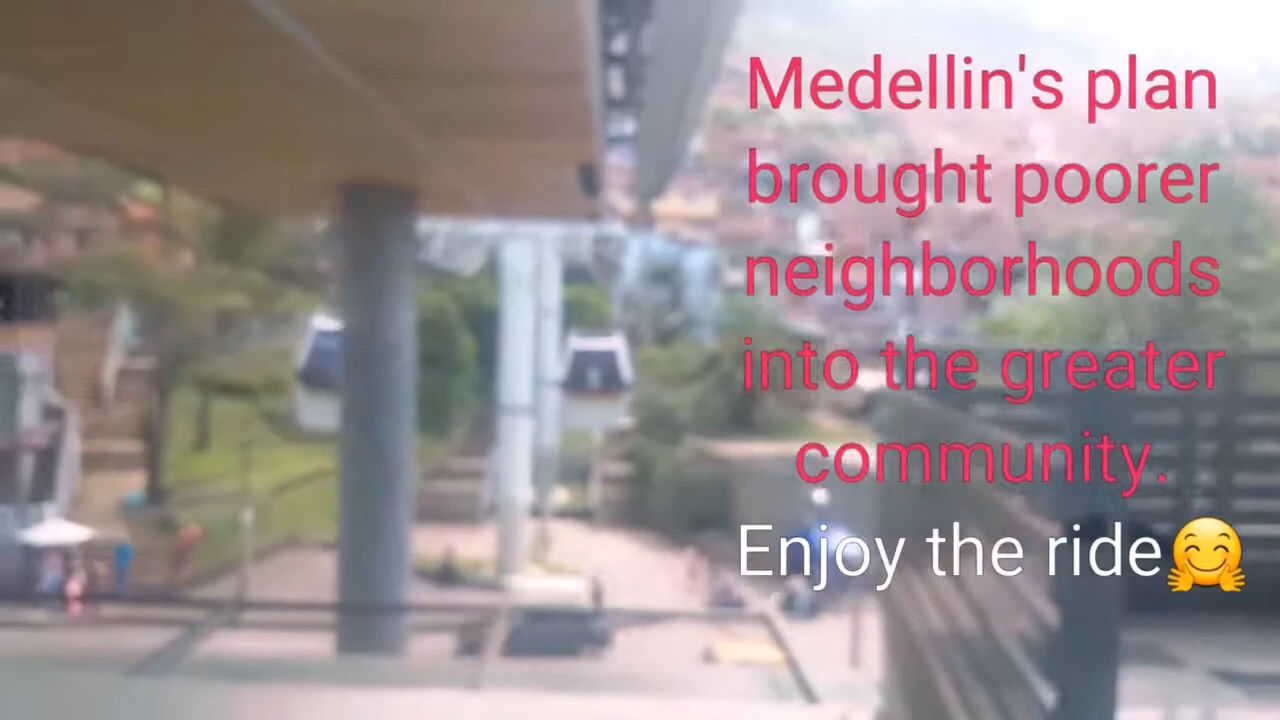 Medellin's plan
brought poorer
neighborhoods
into the greater
community.
Enjoy the ride🤗